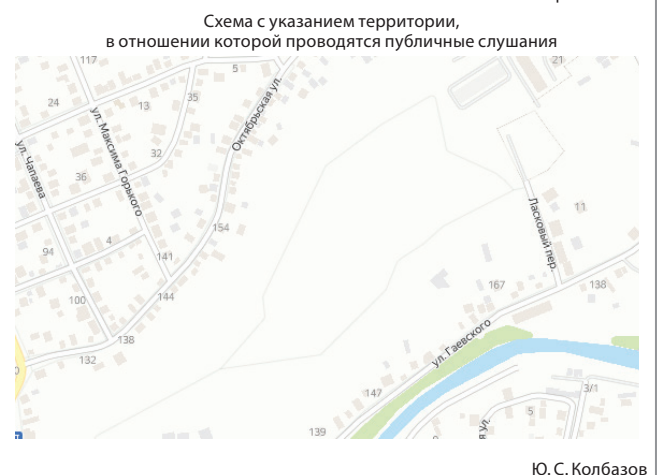 Схема с указанием территории,
в отношении которой проводятся публичные слушания
117
5
21
24
13
35
Октябрьская ул.
ул. Максима Горького
32
ул. Чапаева
36
Ласковый пер.
11
154
4
94
141
167
138
100
144
ул. Гаевского
138
132
147
3/1
5
139
Ю. С. Колбазов